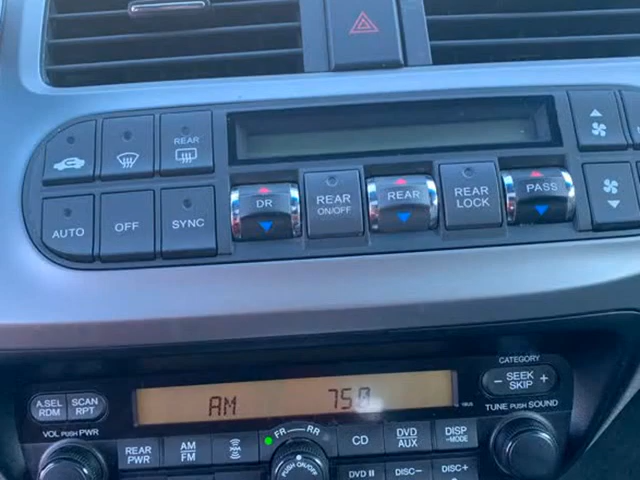 REAR
AUTO OFF SYNC
DR
REAR
ON/OFF
REAR
REAR
LOCK
PASS
CATEGORY
A.SEL
RDM
SCAN
RPT
AM 750
SEEK
SKIP
VOL PUSH PWR
TUNE PUSH SOUND
REAR
PWR
AM
FM
FR RR
PUSH
ON/OFF
CD
DVD
AUX
DISP
-MODE
DVD
DISC-
DISC+